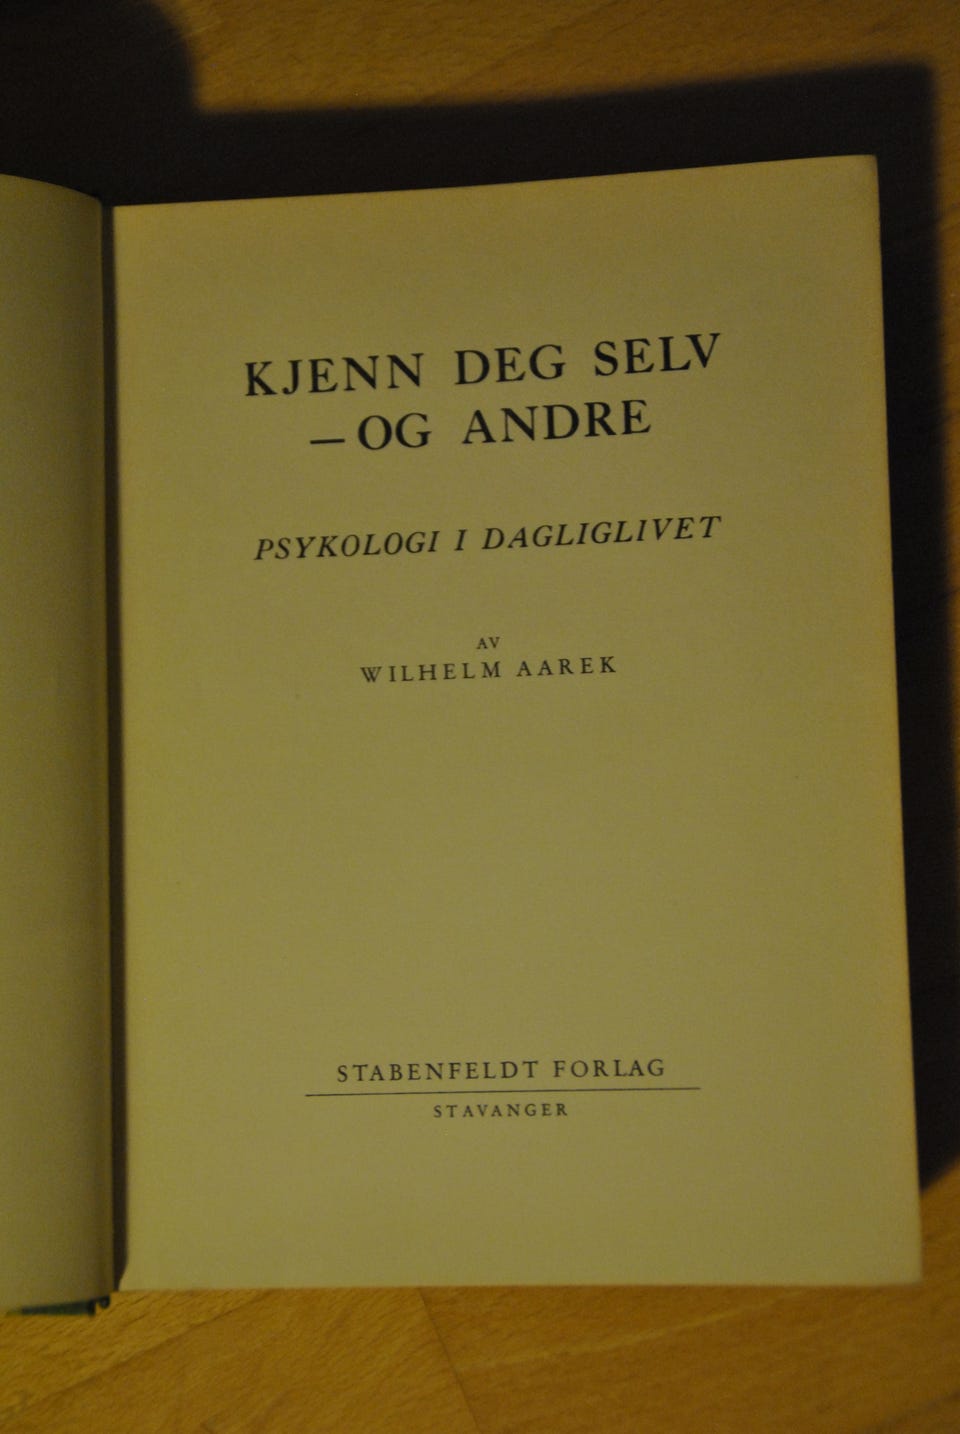 KJENN DEG SELV
— OG ANDRE
PSYKOLOGI I DAGLIGLIVET
AV
WILHELM AAREK
STABENFELDT FORLAG
STAVANGER